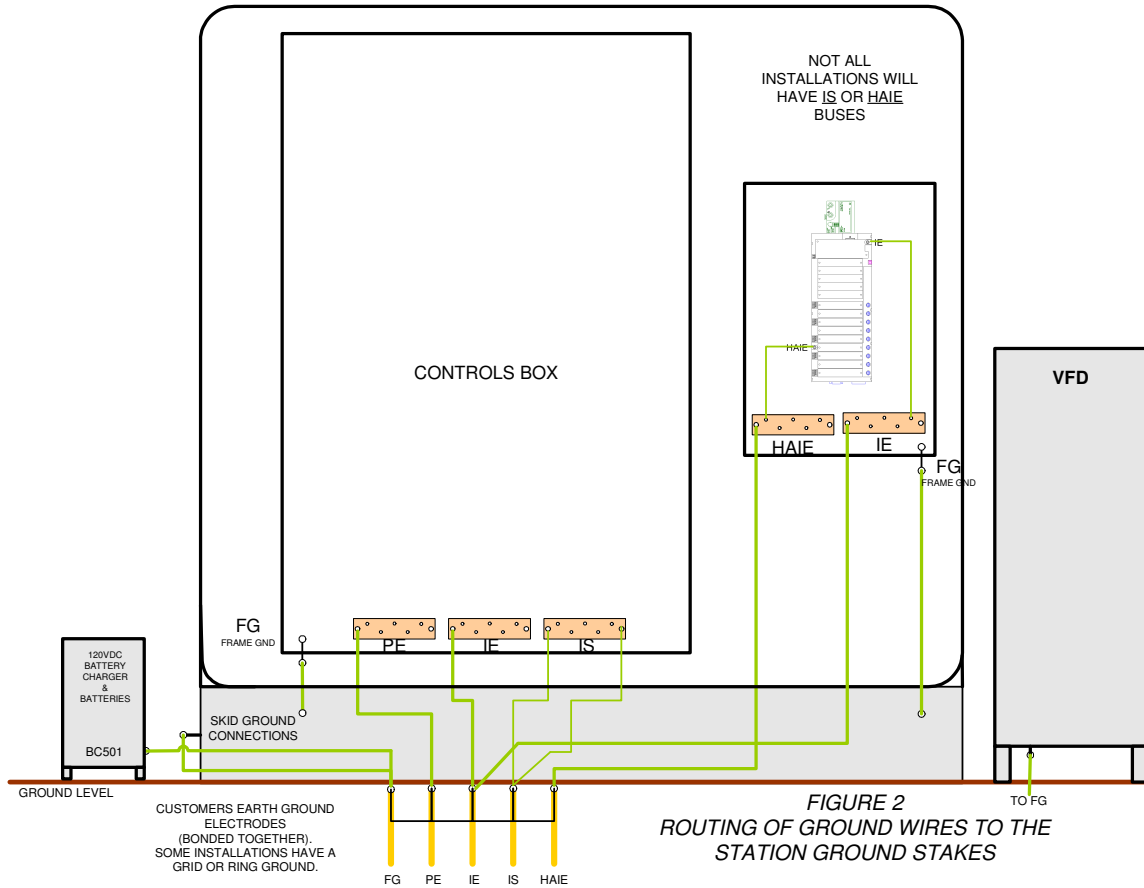 NOT ALL
INSTALLATIONS WILL
HAVE IS OR HAIE
BUSES
IE
HAIE
CONTROLS BOX
VFD
HAIE
IE
FG
FRAME GND
FG
FRAME GND
PE
IE
IS
120VDC
BATTERY
CHARGER
&
BATTERIES
BC501
SKID GROUND
CONNECTIONS
GROUND LEVEL
CUSTOMERS EARTH GROUND
ELECTRODES
(BONDED TOGETHER).
SOME INSTALLATIONS HAVE A
GRID OR RING GROUND.
FG
PE
IE
IS
HAIE
FIGURE 2
ROUTING OF GROUND WIRES TO THE
STATION GROUND STAKES
TO FG